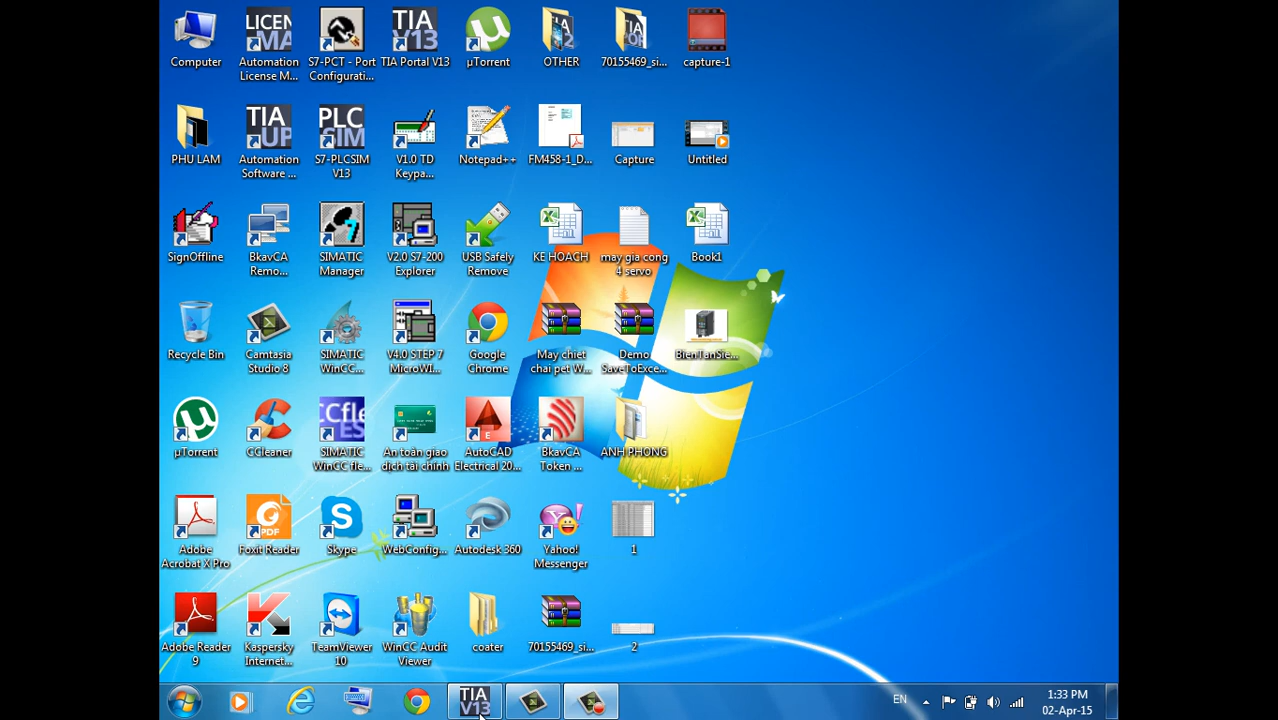 LICEN
MA
TIA
V13
TIA
Computer
Automation
License M...
S7-PCT - Port
Configurati...
TIA Portal V13
µTorrent
OTHER
70155469_si...
capture-1
TIA
UP
PLC
SIM
PHU LAM
Automation
Software ...
S7-PLCSIM
V13
V1.0 TD
Keypa...
Notepad++
FM458-1_D...
Capture
Untitled
SignOffline
BkavCA
Remo...
SIMATIC
Manager
V2.0 S7-200
Explorer
USB Safely
Remove
KE HOACH
may gia cong
4 servo
Book1
Recycle Bin
Camtasia
Studio 8
SIMATIC
WinCC...
V4.0 STEP 7
MicroWI...
Google
Chrome
May chiet
chai pet W...
Demo
SaveToExce...
BienTanSie...
CCfle
ES
µTorrent
CCleaner
SIMATIC
WinCC fle...
An toan giao
dich tai chinh
AutoCAD
Electrical 20...
BkavCA
Token ...
ANH PHONG
PDF
Adobe
Acrobat X Pro
Foxit Reader
Skype
WebConfig...
Autodesk 360
Yahoo!
Messenger
1
Adobe Reader
9
Kaspersky
Internet...
TeamViewer
10
WinCC Audit
Viewer
coater
70155469_si...
2
TIA
V13
EN
1:33 PM
02-Apr-15